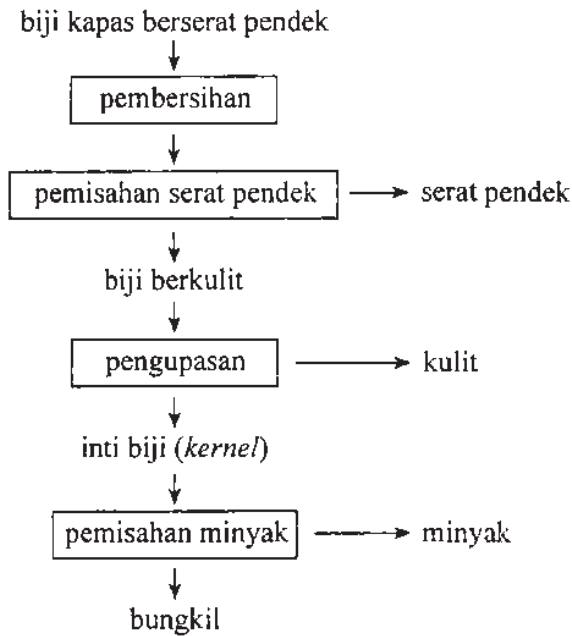 biji kapas berserat pendek
pembersihan
pemisahan serat pendek
serat pendek
biji berkulit
pengupasan
kulit
inti biji (kernel)
pemisahan minyak
minyak
bungkil